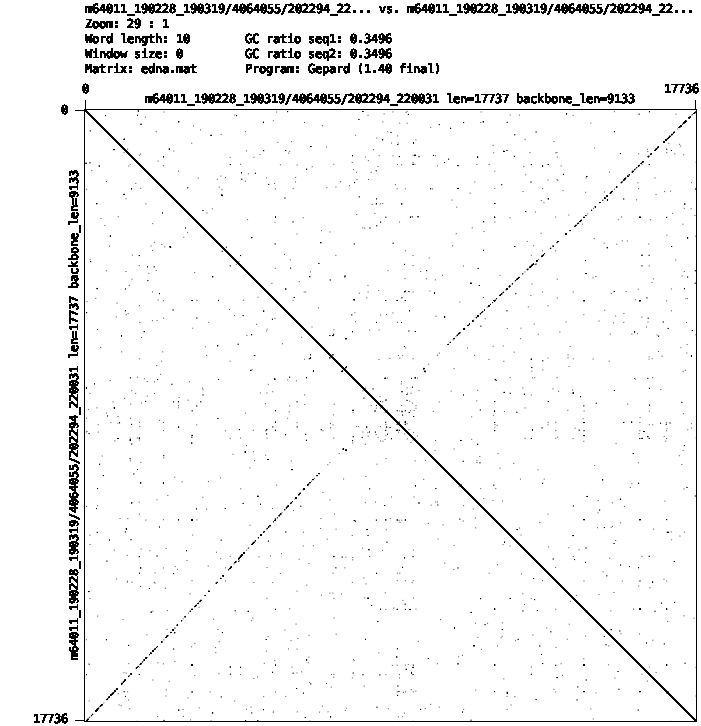 m64011_190228_190319/4064055/202294_22... vs. m64011_190228_190319/4064055/202294_22...
Zoom: 29 : 1
Word length: 10 GC ratio seq1: 0.3496
Window size: 0 GC ratio seq2: 0.3496
Matrix: edna.mat Program: Gepard (1.40 final)
0 17736
m64011_190228_190319/4064055/202294_220031 len=17737 backbone_len=9133
0
m64011_190228_190319/4064055/202294_220031 len=17737 backbone_len=9133
17736